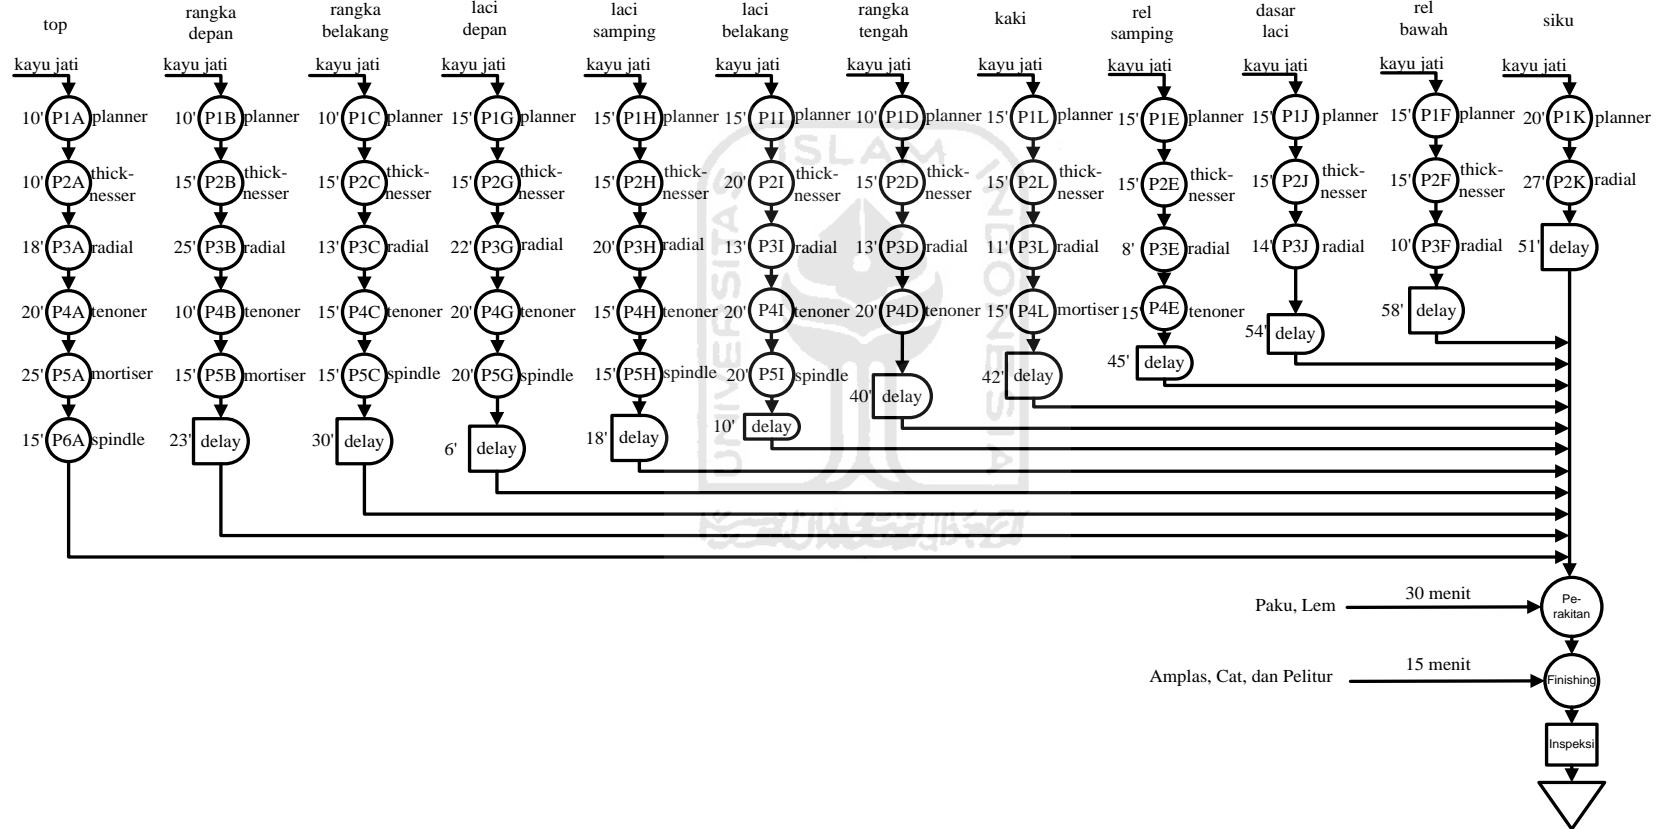 top
rangka
depan
rangka
belakang
laci
depan
laci
samping
laci
belakang
rangka
tengah
kaki
rel
samping
dasar
laci
rel
bawah
siku
kayu jati
kayu jati
kayu jati
kayu jati
kayu jati
kayu jati
kayu jati
kayu jati
kayu jati
kayu jati
kayu jati
kayu jati
10' P1A planner
10' P1B planner
10' P1C planner
15' P1G planner
15' P1H planner
15' P1I planner
10' P1D planner
15' P1L planner
15' P1E planner
15' P1J planner
15' P1F planner
20' P1K planner
10' P2A thick-
nesser
15' P2B thick-
nesser
15' P2C thick-
nesser
15' P2G thick-
nesser
15' P2H thick-
nesser
20' P2I thick-
nesser
15' P2D thick-
nesser
15' P2L thick-
nesser
15' P2E thick-
nesser
15' P2J thick-
nesser
15' P2F thick-
nesser
27' P2K radial
18' P3A radial
25' P3B radial
13' P3C radial
22' P3G radial
20' P3H radial
13' P3I radial
13' P3D radial
11' P3L radial
8' P3E radial
14' P3J radial
10' P3F radial
51' delay
20' P4A tenoner
10' P4B tenoner
15' P4C tenoner
20' P4G tenoner
15' P4H tenoner
20' P4I tenoner
20' P4D tenoner
15' P4L mortiser
15' P4E tenoner
54' delay
58' delay
25' P5A mortiser
15' P5B mortiser
15' P5C spindle
20' P5G spindle
15' P5H spindle
20' P5I spindle
40' delay
42' delay
45' delay
15' P6A spindle
23' delay
30' delay
6' delay
18' delay
10' delay
Paku, Lem
30 menit
Pe-
rakitan
Amplas, Cat, dan Pelitur
15 menit
Finishing
Inspeksi
ISLAM
UNIVERSITAS
INDONESIA